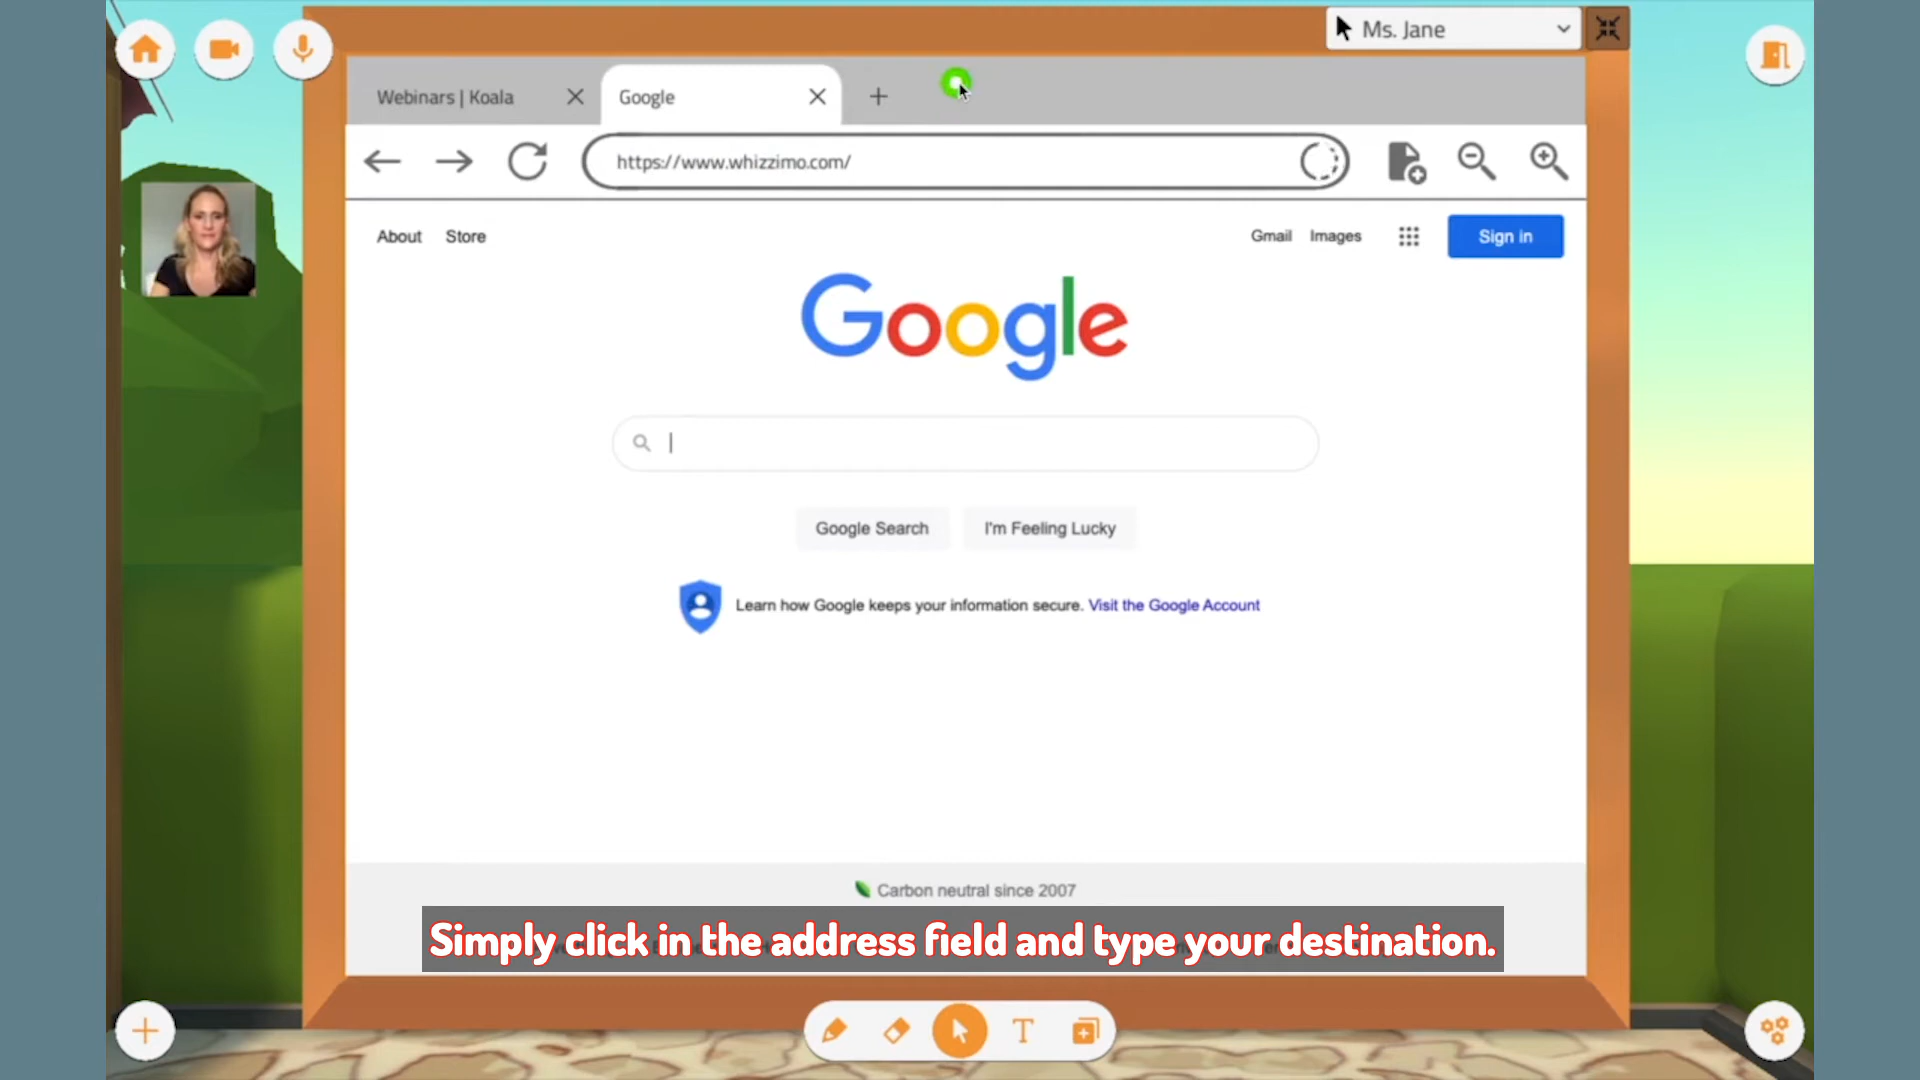 Ms. Jane
Webinars | Koala
Google
https://www.whizzimo.com/
About Store
Gmail Images
Sign in
Google
Google Search
I'm Feeling Lucky
Learn how Google keeps your information secure. Visit the Google Account
Carbon neutral since 2007
Simply click in the address field and type your destination.
T